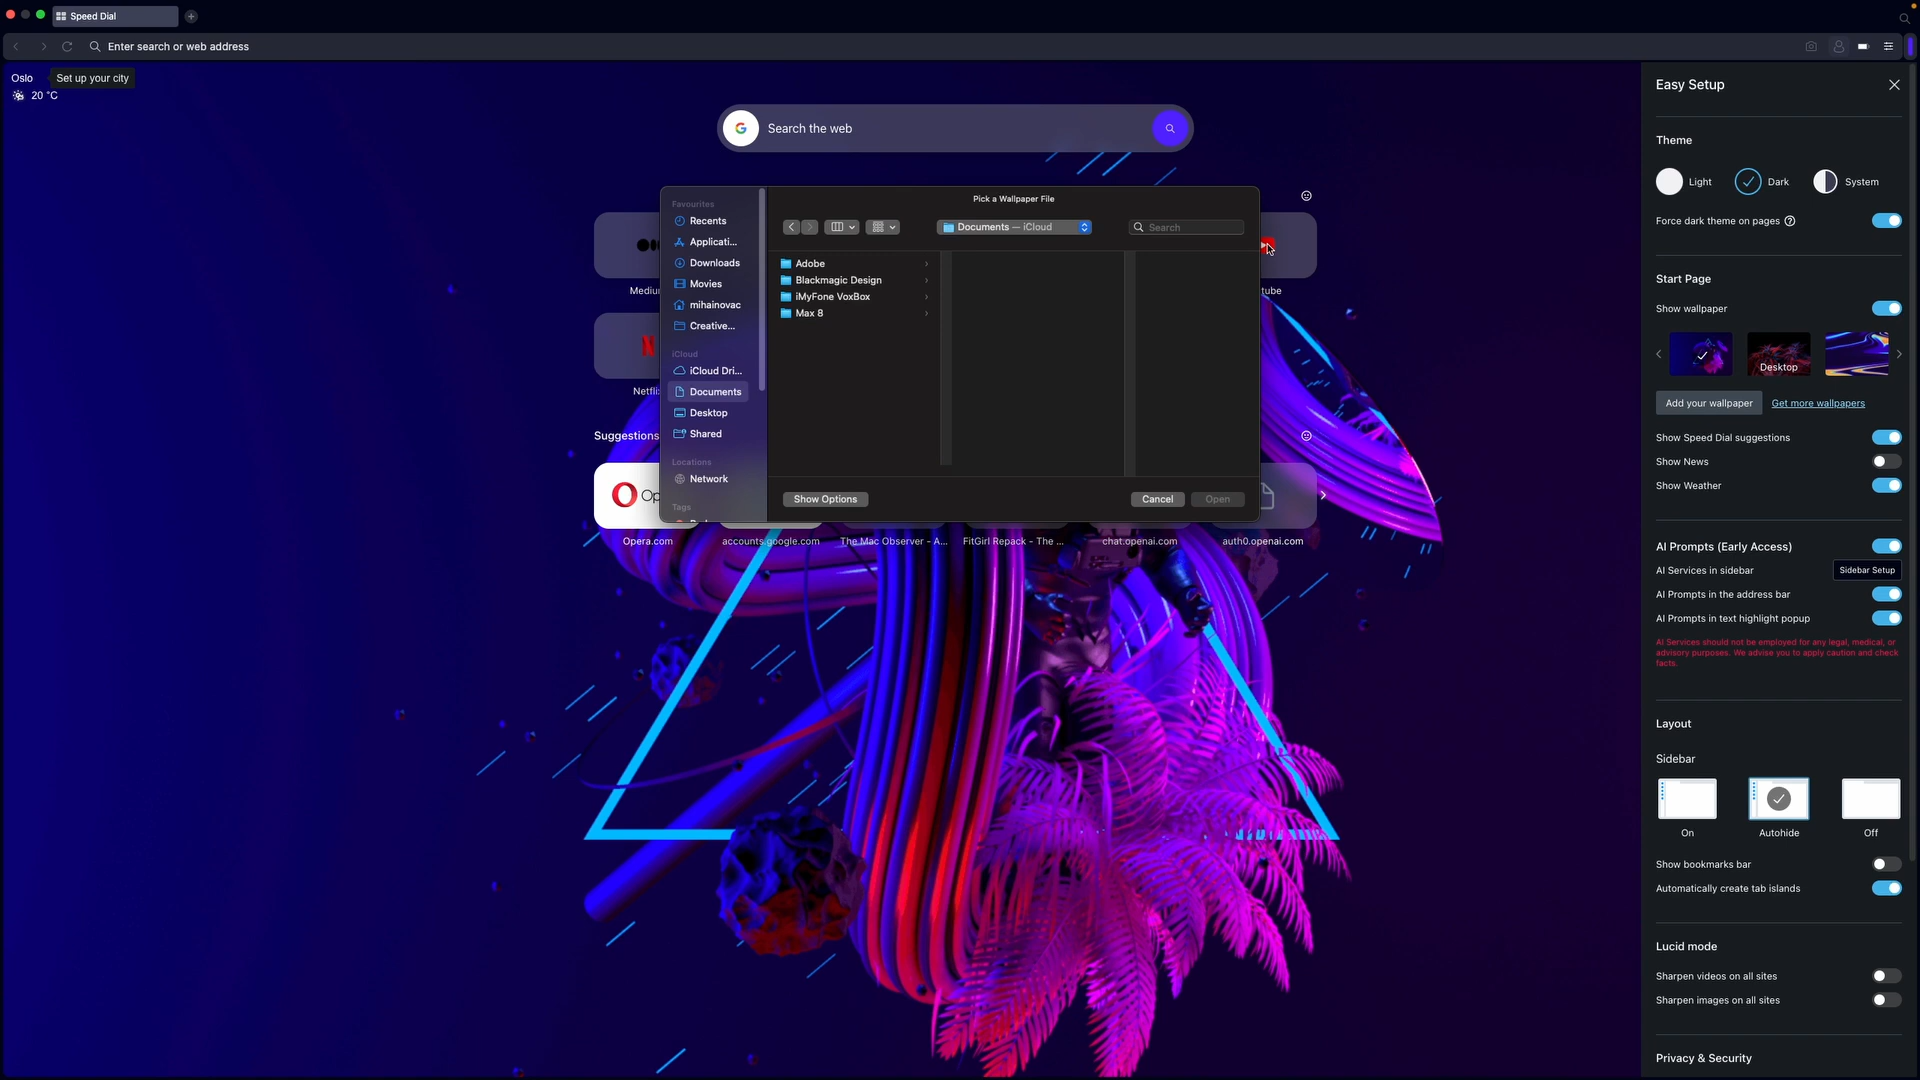 Speed Dial
Enter search or web address
Oslo
Set up your city
20 °C
Search the web
Easy Setup
Theme
Light
Dark
System
Force dark theme on pages
Start Page
Show wallpaper
Desktop
Add your wallpaper
Get more wallpapers
Show Speed Dial suggestions
Show News
Show Weather
AI Prompts (Early Access)
AI Services in sidebar
Sidebar Setup
AI Prompts in the address bar
AI Prompts in text highlight popup
AI Services should not be employed for any legal, medical, or
advisory purposes. We advise you to apply caution and check
facts.
Layout
Sidebar
On
Autohide
Off
Show bookmarks bar
Automatically create tab islands
Lucid mode
Sharpen videos on all sites
Sharpen images on all sites
Privacy & Security
Pick a Wallpaper File
Favourites
Recents
Applicati...
Downloads
Movies
mihainovac
Creative...
iCloud
iCloud Dri...
Documents
Desktop
Shared
Locations
Network
Tags
Documents — iCloud
Search
Adobe
Blackmagic Design
iMyFone VoxBox
Max 8
Show Options
Cancel
Open
Mediu
tube
Netfli
Suggestions
Op
Opera.com
accounts.google.com
The Mac Observer - A...
FitGirl Repack - The ...
chat.openai.com
auth0.openai.com